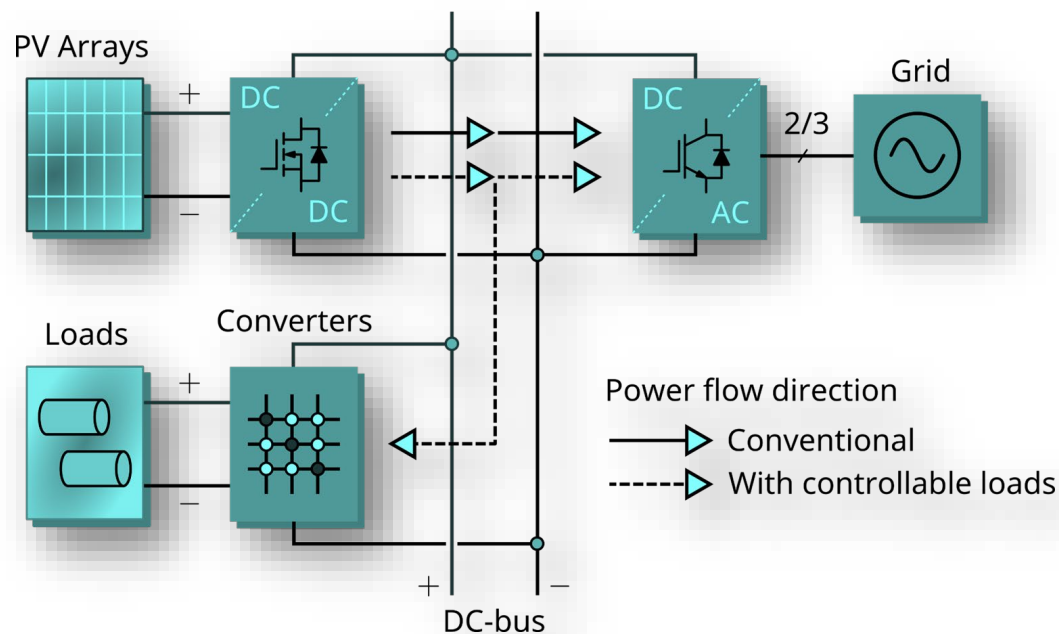 PV Arrays
Grid
+
DC
DC
2/3
−
DC
AC
Loads
Converters
+
Power flow direction
Conventional
With controllable loads
−
+
−
DC-bus